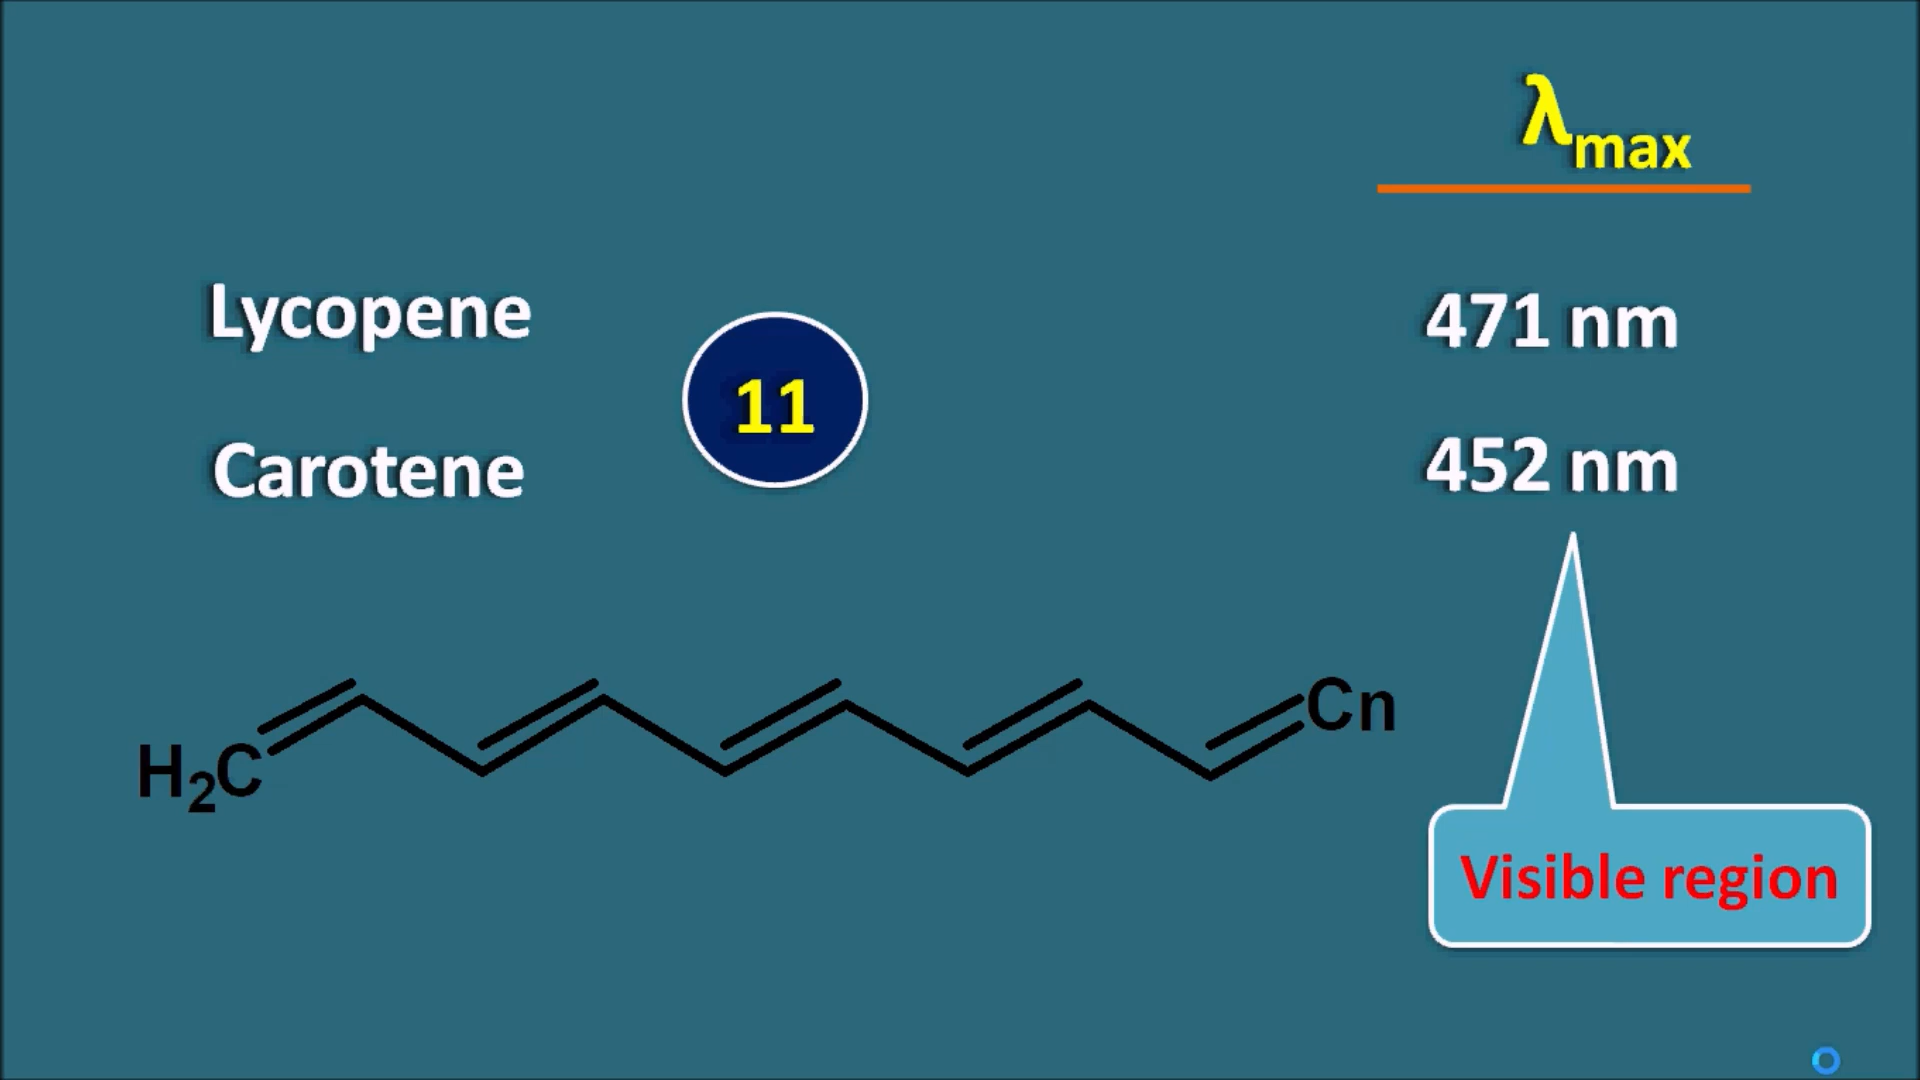 λmax
Lycopene
471 nm
11
Carotene
452 nm
H₂C
Cn
Visible region